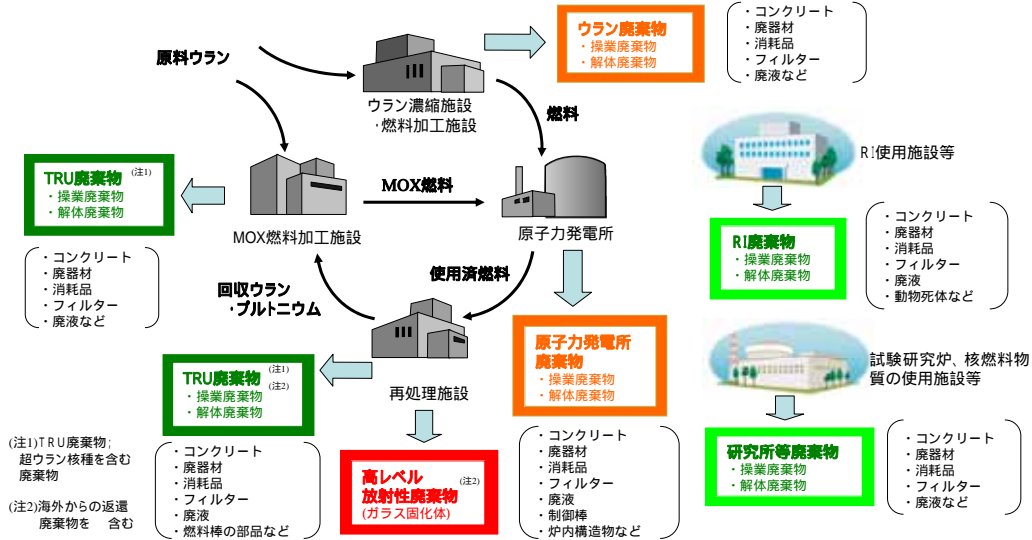 原料ウラン
ウラン濃縮施設
・燃料加工施設
ウラン廃棄物
・操業廃棄物
・解体廃棄物
・コンクリート
・廃器材
・消耗品
・フィルター
・廃液など
燃料
TRU廃棄物 (注1)
・操業廃棄物
・解体廃棄物
・コンクリート
・廃器材
・消耗品
・フィルター
・廃液など
MOX燃料加工施設
MOX燃料
原子力発電所
使用済燃料
回収ウラン
・プルトニウム
再処理施設
TRU廃棄物 (注1)
(注2)
・操業廃棄物
・解体廃棄物
・コンクリート
・廃器材
・消耗品
・フィルター
・廃液
・燃料棒の部品など
高レベル
放射性廃棄物 (注2)
(ガラス固化体)
原子力発電所
廃棄物
・操業廃棄物
・解体廃棄物
・コンクリート
・廃器材
・消耗品
・フィルター
・廃液
・制御棒
・炉内構造物など
RI使用施設等
RI廃棄物
・操業廃棄物
・解体廃棄物
・コンクリート
・廃器材
・消耗品
・フィルター
・廃液
・動物死体など
試験研究炉、核燃料物
質の使用施設等
研究所等廃棄物
・操業廃棄物
・解体廃棄物
・コンクリート
・廃器材
・消耗品
・フィルター
・廃液など
(注1)TRU廃棄物;
超ウラン核種を含む
廃棄物
(注2)海外からの返還
廃棄物を 含む